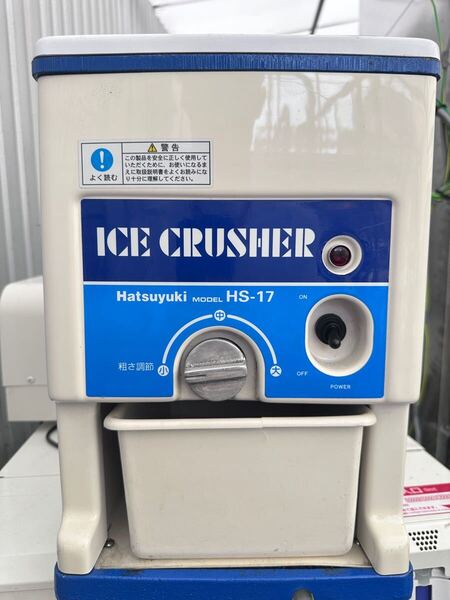 警告
この製品を安全に正しく使用して
いただくために、お使いになるま
えに取扱説明書をよくお読みにな
り十分に理解してください。
よく読む
ICE CRUSHER
Hatsuyuki MODEL HS-17
ON
中
粗さ調節
小
大
OFF
POWER